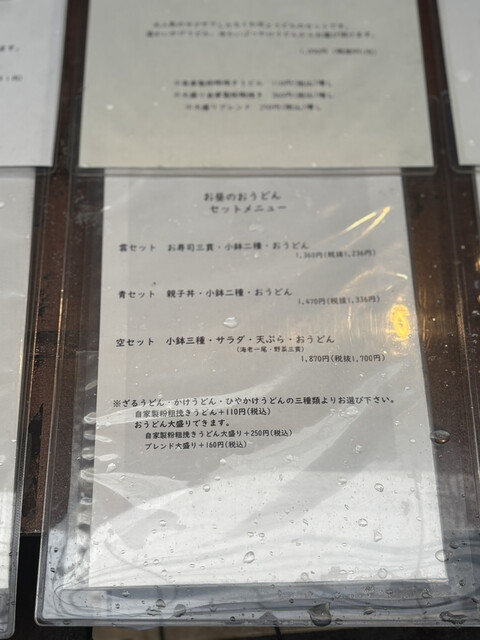 お昼のおうどん
セットメニュー
雲セット　お寿司三貫・小鉢二種・おうどん
1,360円(税抜1,236円)
青セット　親子丼・小鉢二種・おうどん
1,470円(税抜1,336円)
空セット　小鉢三種・サラダ・天ぷら・おうどん
(海老一尾・野菜三貫)
1,870円(税抜1,700円)
※ざるうどん・かけうどん・ひやかけうどんの三種類よりお選び下さい。
自家製粉粗挽きうどん＋110円(税込)
おうどん大盛りできます。
自家製粉粗挽きうどん大盛り＋250円(税込)
ブレンド大盛り＋160円(税込)